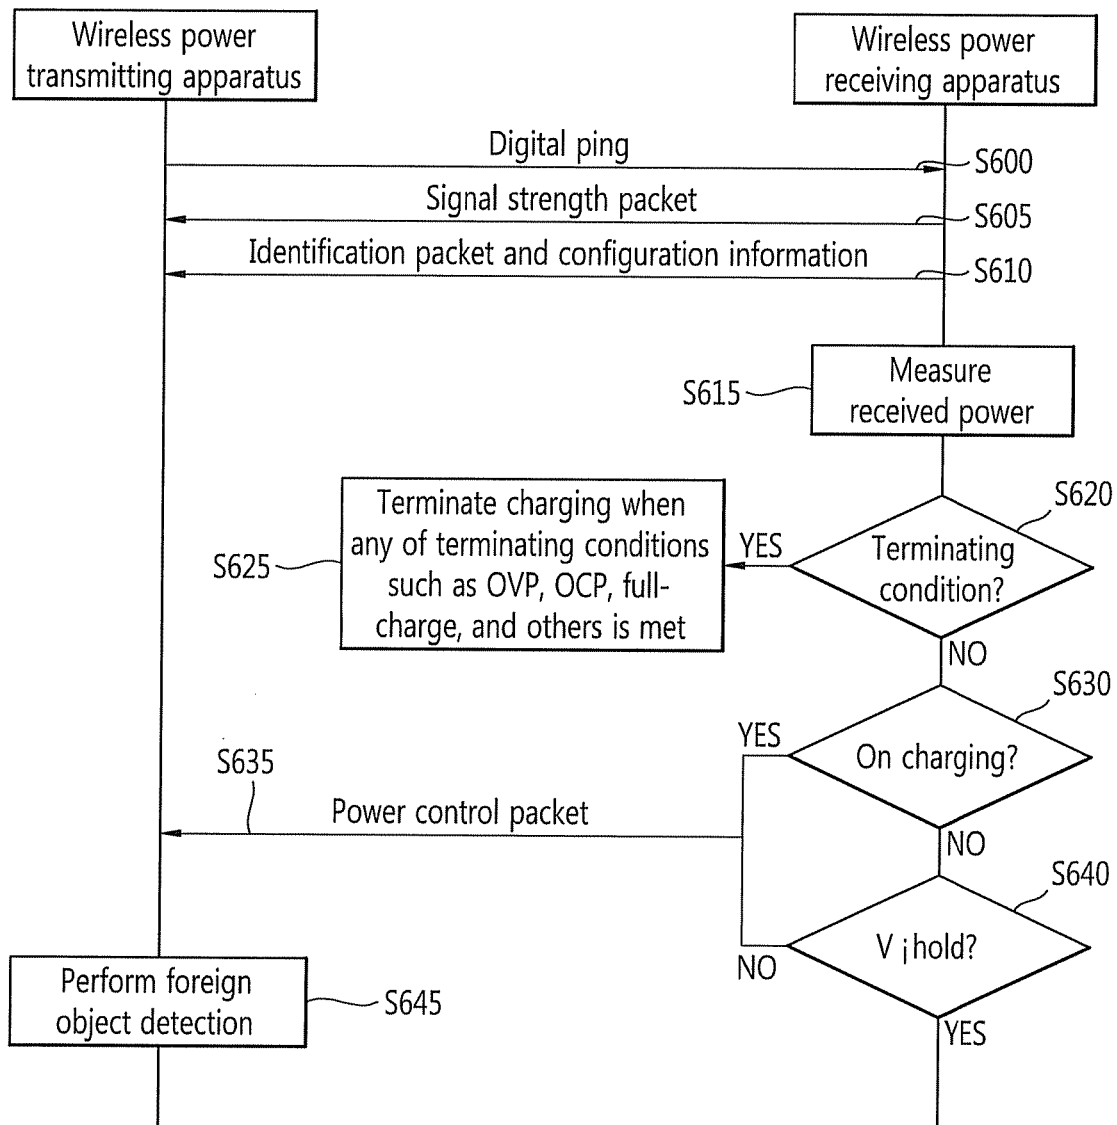 Wireless power
transmitting apparatus
Wireless power
receiving apparatus
Digital ping
S600
Signal strength packet
S605
Identification packet and configuration information
S610
Measure
received power
S615
Terminating
condition?
S620
YES
Terminate charging when
any of terminating conditions
such as OVP, OCP, full-
charge, and others is met
S625
NO
On charging?
S630
YES
S635
Power control packet
NO
V ¡hold?
S640
NO
YES
Perform foreign
object detection
S645